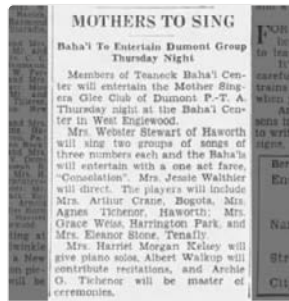 MOTHERS TO SING
Baha'i To Entertain Dumont Group
Thursday Night
Members of Teaneck Baha'i Cen-
ter will entertain the Mother Sing-
ers Glee Club of Dumont P.-T. A.
Thursday night at the Baha'i Cen-
ter in West Englewood.
Mrs. Webster Stewart of Haworth
will sing two groups of songs of
three numbers each and the Baha'is
will entertain with a one act farce,
"Consolation". Mrs. Jessie Walthier
will direct. The players will include
Mrs. Arthur Crane, Bogota, Mrs.
Agnes Tichenor, Haworth; Mrs.
Grace Weiss, Harrington Park, and
Mrs. Eleanor Stone, Tenafly.
Mrs. Harriet Morgan Kelsey will
give piano solos, Albert Walkup will
contribute recitations, and Archie
G. Tichenor will be master of
ceremonies.